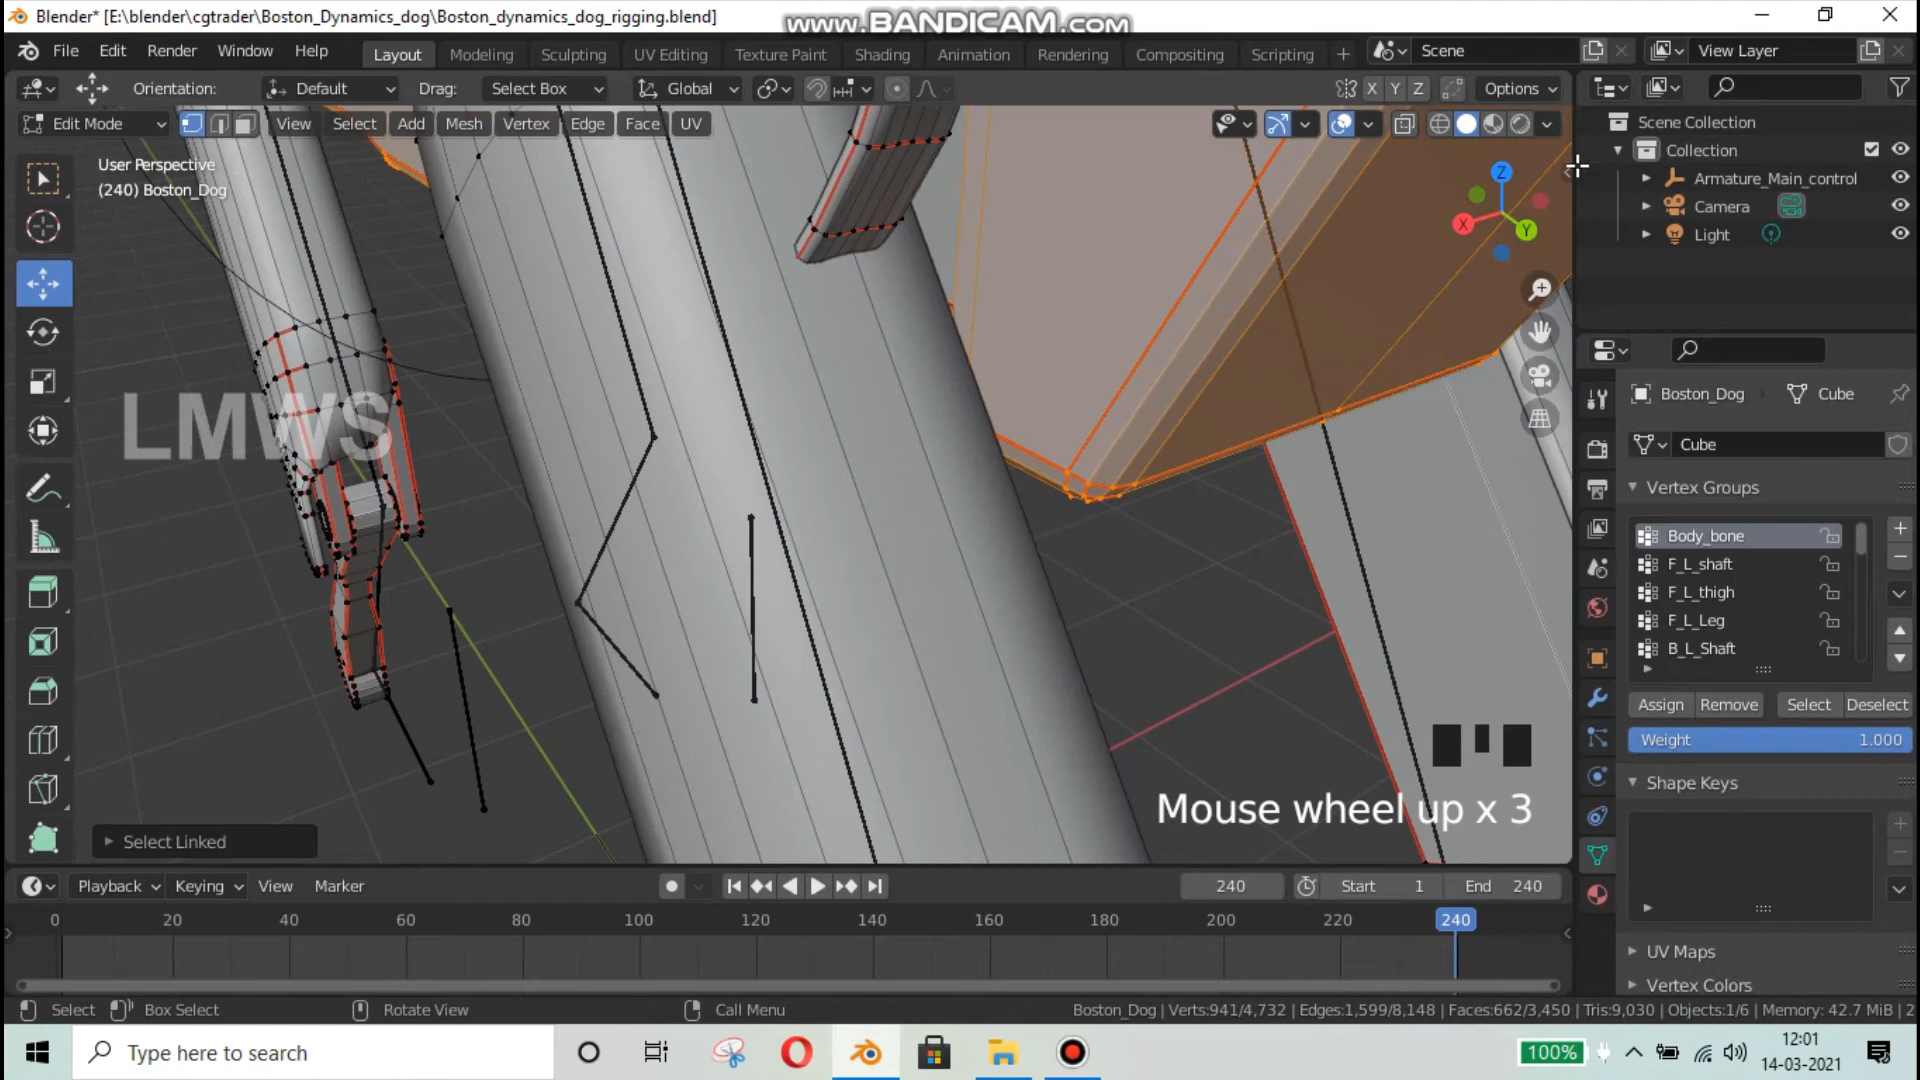 Blender* [E:\blender\cgtrader\Boston_Dynamics_dog\Boston_dynamics_dog_rigging.blend]
www.BANDICAM.com
File Edit Render Window Help
Layout Modeling Sculpting UV Editing Texture Paint Shading Animation Rendering Compositing Scripting +
Scene
View Layer
Orientation: Default Drag: Select Box Global X Y Z Options
Edit Mode View Select Add Mesh Vertex Edge Face UV
User Perspective
(240) Boston_Dog
Z
X
Y
LMWS
Mouse wheel up x 3
Select Linked
Scene Collection
Collection
Armature_Main_control
Camera
Light
Boston_Dog Cube
Cube
Vertex Groups
Body_bone
F_L_shaft
F_L_thigh
F_L_Leg
B_L_Shaft
Assign Remove Select Deselect
Weight 1.000
Shape Keys
UV Maps
Vertex Colors
Playback Keying View Marker
240 Start 1 End 240
0 20 40 60 80 100 120 140 160 180 200 220 240
Select Box Select Rotate View Call Menu
Boston_Dog | Verts:941/4,732 | Edges:1,599/8,148 | Faces:662/3,450 | Tris:9,030 | Objects:1/6 | Memory: 42.7 MiB | 2
Type here to search
100%
12:01
14-03-2021